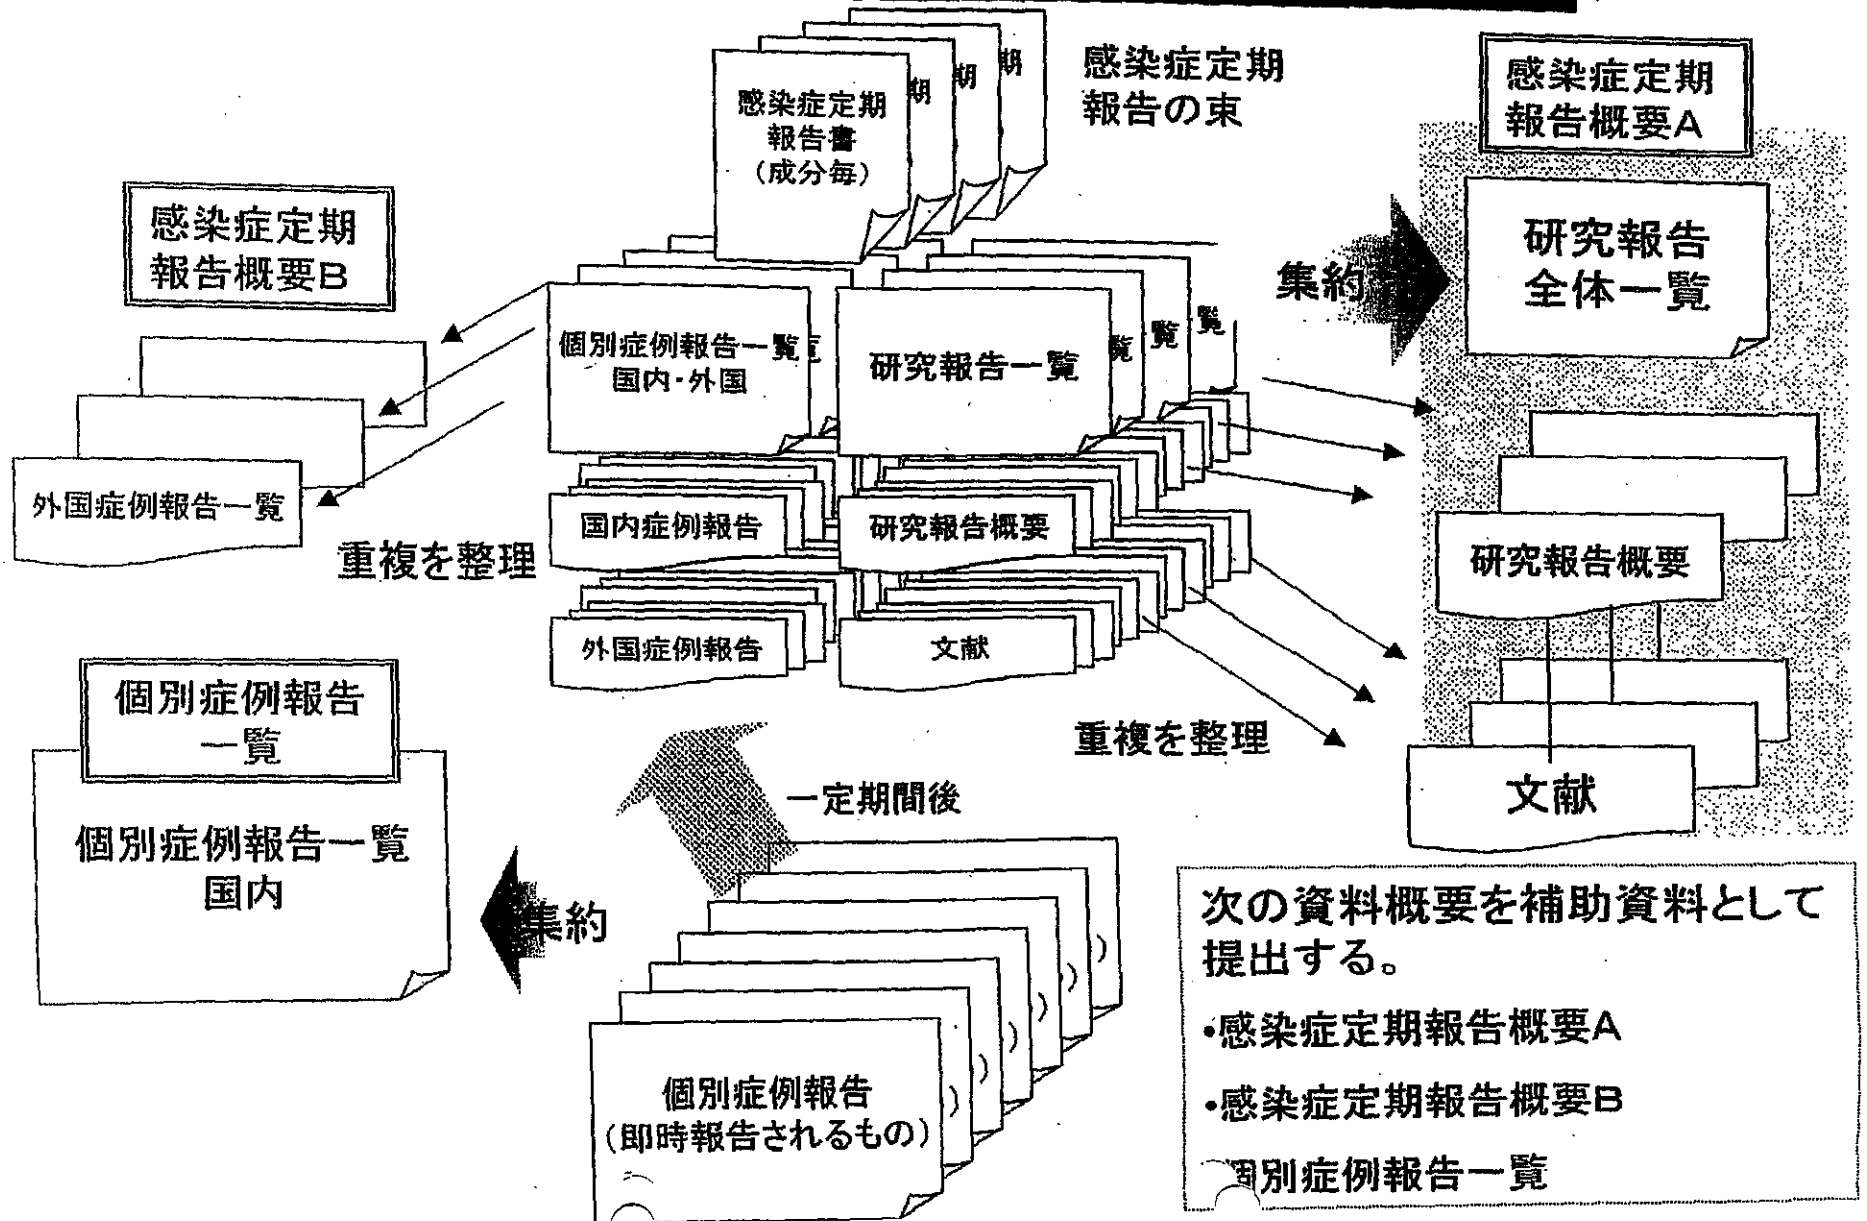 感染症定期
報告の束
感染症定期
報告概要A
感染症定期
報告書
(成分毎)
期
期
期
感染症定期
報告概要B
研究報告
全体一覧
集約
個別症例報告一覧
国内・外国
研究報告一覧
覧
覧
覧
外国症例報告一覧
国内症例報告
研究報告概要
重複を整理
研究報告概要
外国症例報告
文献
個別症例報告
一覧
重複を整理
文献
一定期間後
個別症例報告一覧
国内
集約
次の資料概要を補助資料として
提出する。
・感染症定期報告概要A
・感染症定期報告概要B
個別症例報告一覧
個別症例報告
(即時報告されるもの)
)
)
)
)
)
)